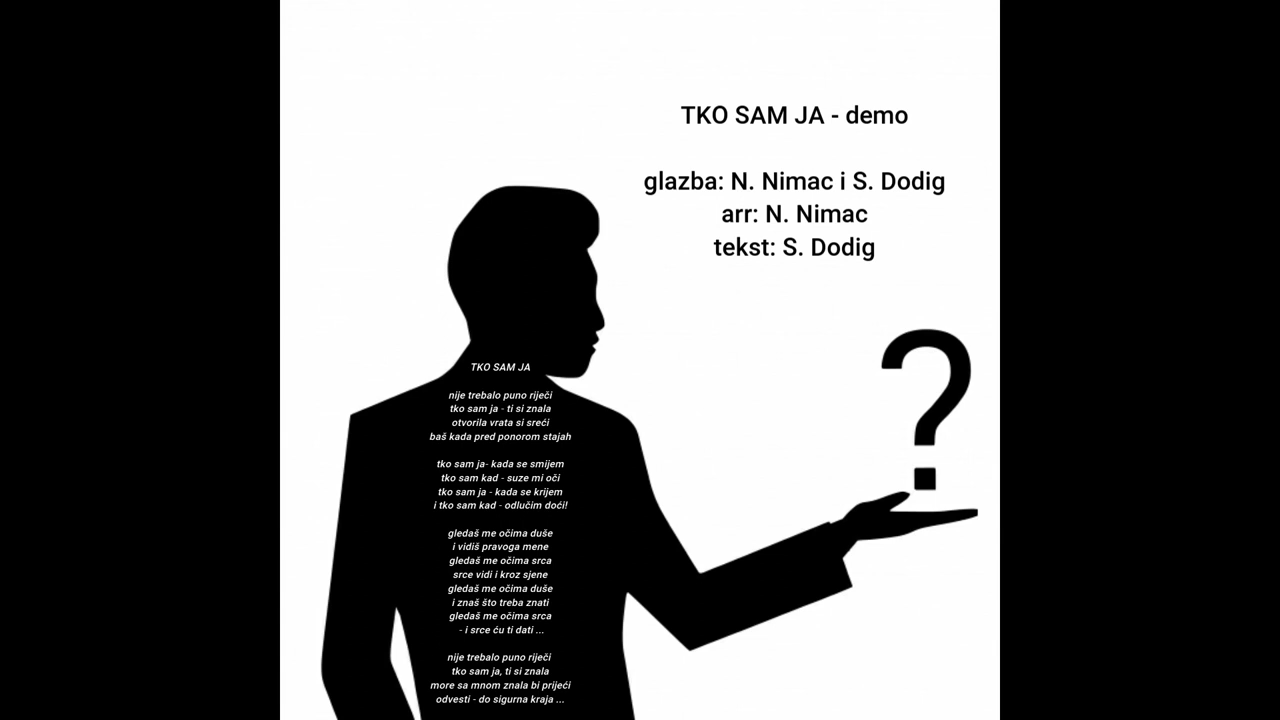 TKO SAM JA - demo
glazba: N. Nimac i S. Dodig
arr: N. Nimac
tekst: S. Dodig
?
TKO SAM JA
nije trebalo puno riječi
tko sam ja - ti si znala
otvorila vrata si sreći
baš kada pred ponorom stajah
tko sam ja- kada se smijem
tko sam kad - suze mi oči
tko sam ja - kada se krijem
i tko sam kad - odlučim doći!
gledaš me očima duše
i vidiš pravoga mene
gledaš me očima srca
srce vidi i kroz sjene
gledaš me očima duše
i znaš što treba znati
gledaš me očima srca
- i srce ću ti dati ...
nije trebalo puno riječi
tko sam ja, ti si znala
more sa mnom znala bi prijeći
odvesti - do sigurna kraja ...